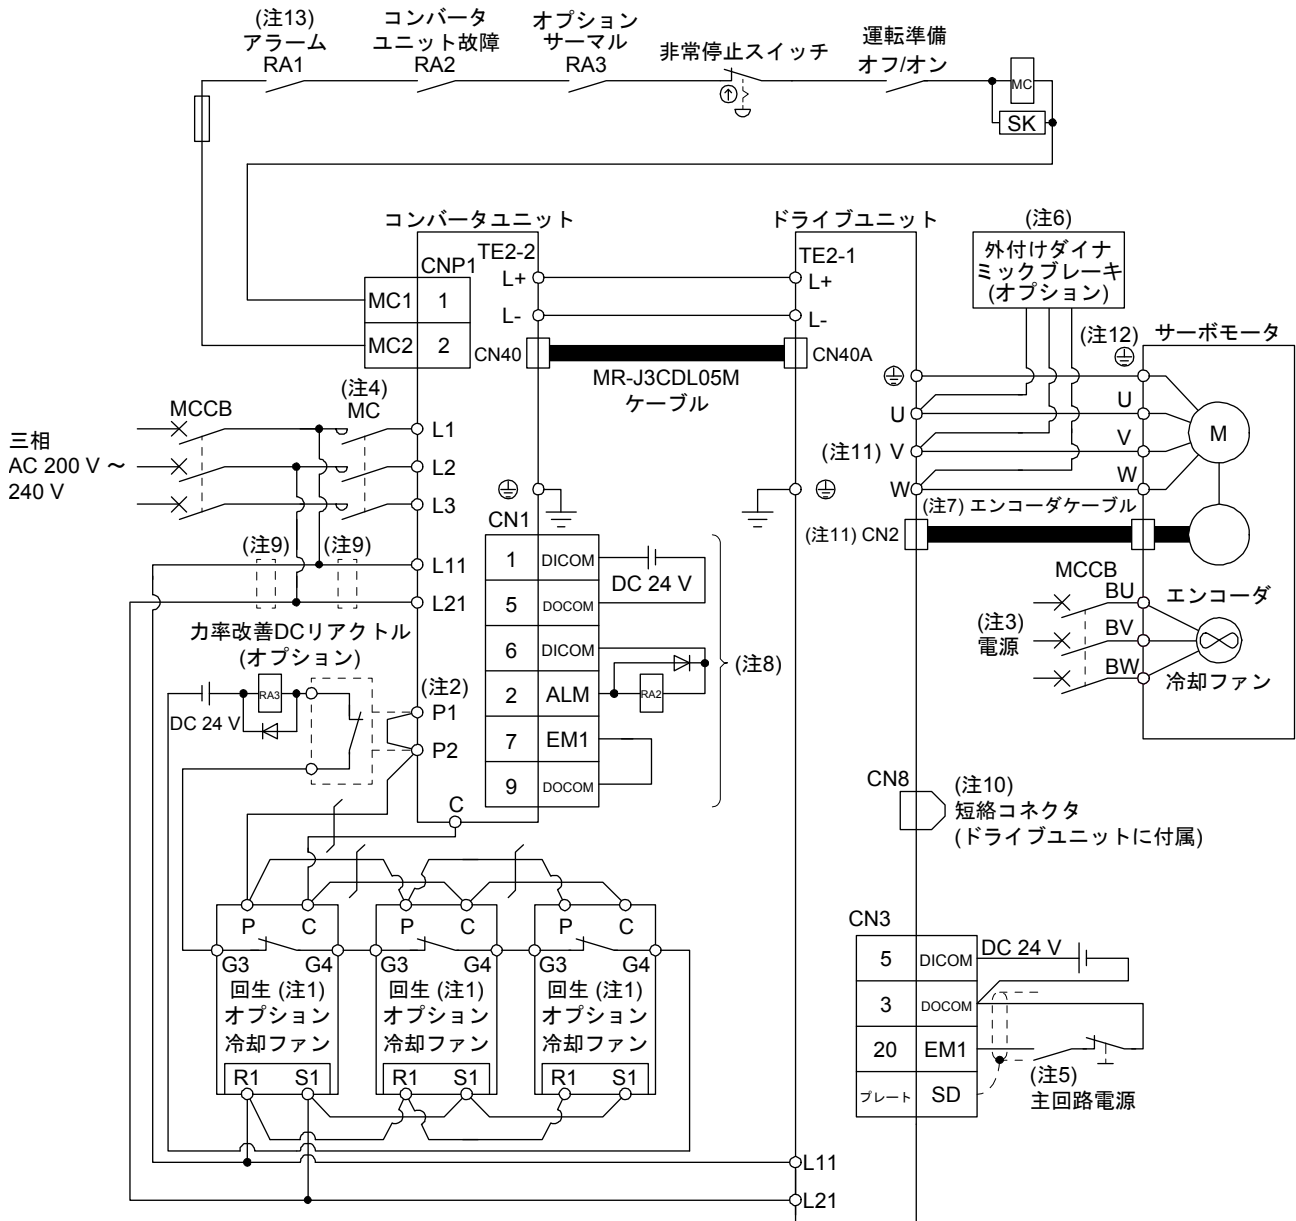 (注13)
アラーム
RA1
コンバータ
ユニット故障
RA2
オプション
サーマル
RA3
非常停止スイッチ
運転準備
オフ/オン
MC
SK
コンバータユニット
ドライブユニット
(注6)
外付けダイナ
ミックブレーキ
(オプション)
CNP1
TE2-2
TE2-1
L+
L+
MC1
1
L-
L-
MC2
2
CN40
CN40A
MR-J3CDL05M
ケーブル
(注12)
サーボモータ
(注4)
MC
MCCB
三相
AC 200 V ～
240 V
L1
L2
L3
U
(注11) V
W
U
V
W
M
(注7) エンコーダケーブル
(注11) CN2
CN1
(注9)
(注9)
L11
L21
1
DICOM
DC 24 V
5
DOCOM
6
DICOM
2
ALM
RA2
7
EM1
9
DOCOM
(注8)
MCCB
BU
BV
BW
(注3)
電源
エンコーダ
冷却ファン
力率改善DCリアクトル
(オプション)
RA3
DC 24 V
(注2)
P1
P2
C
CN8
(注10)
短絡コネクタ
(ドライブユニットに付属)
P
C
P
C
P
C
G3
G4
G3
G4
G3
G4
回生 (注1)
オプション
冷却ファン
回生 (注1)
オプション
冷却ファン
回生 (注1)
オプション
冷却ファン
R1
S1
R1
S1
R1
S1
CN3
5
DICOM
DC 24 V
3
DOCOM
20
EM1
プレート
SD
(注5)
主回路電源
L11
L21